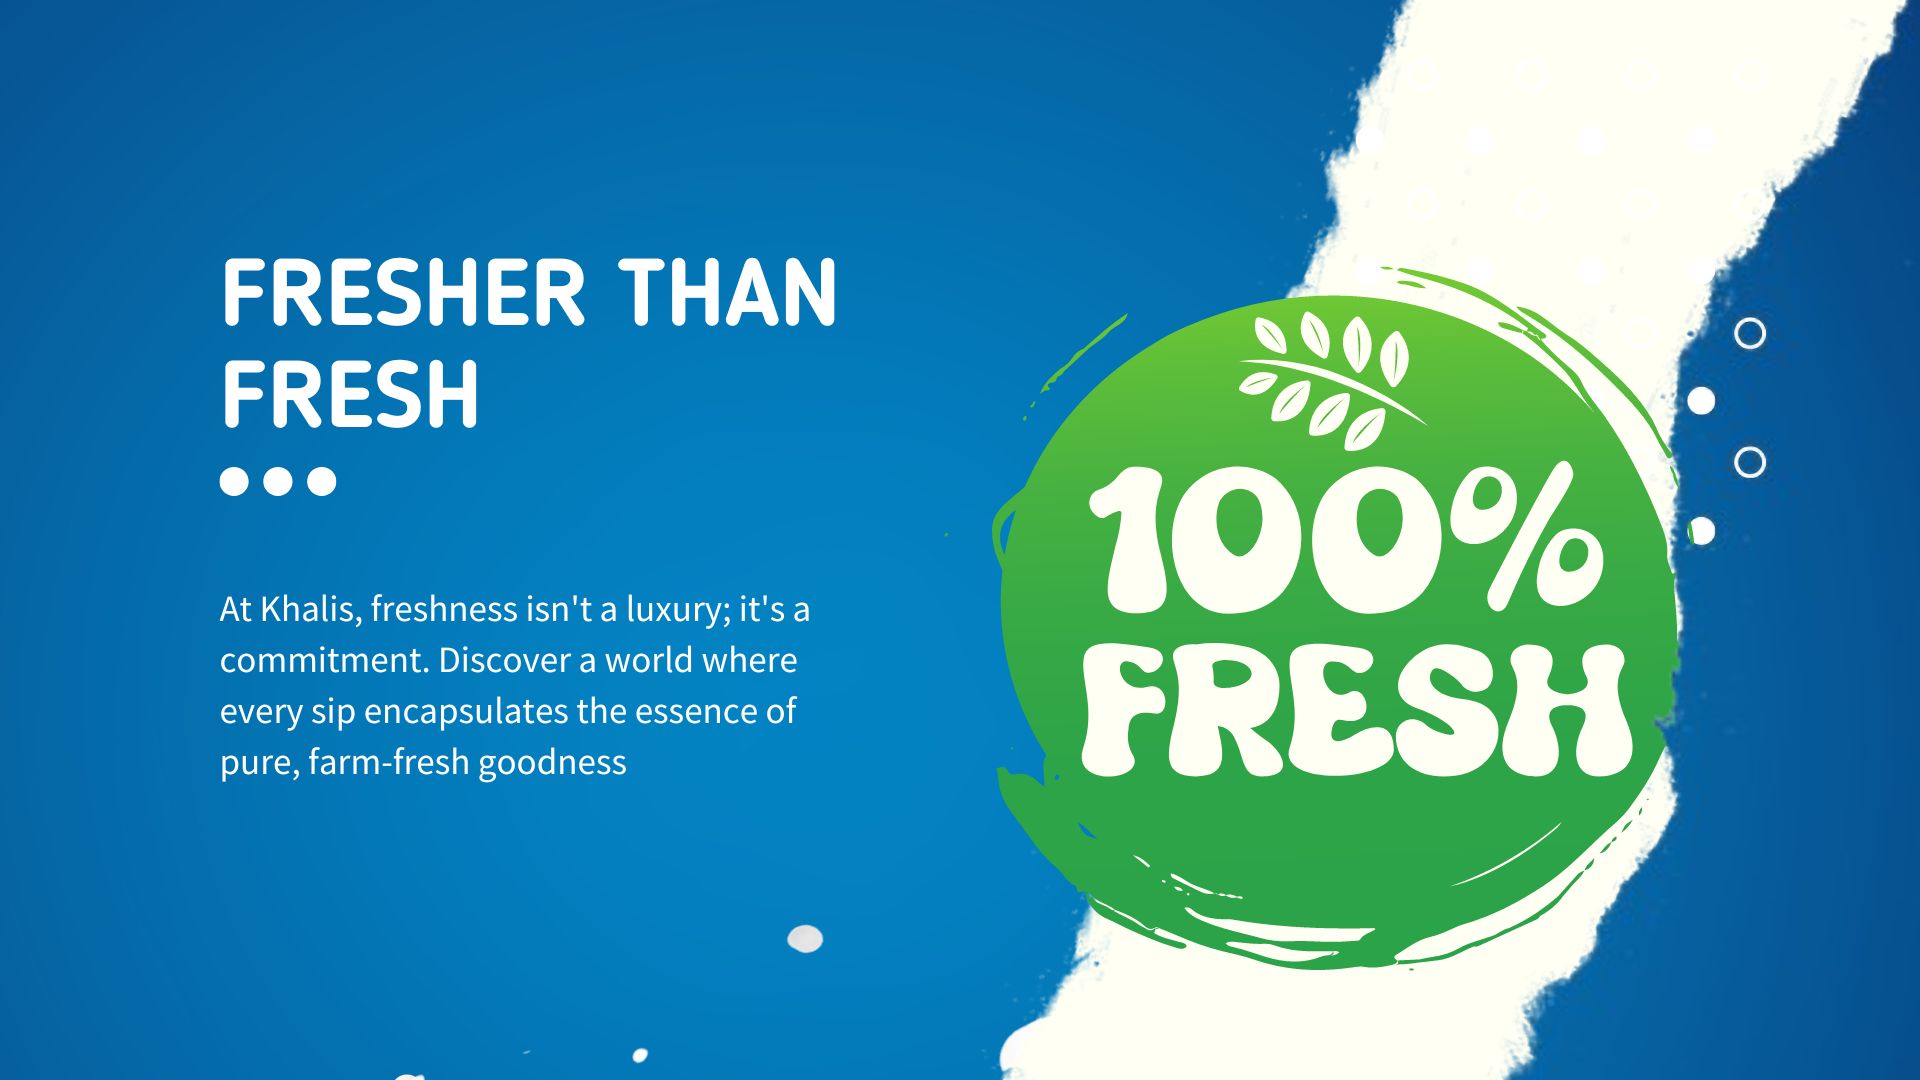 FRESHER THAN
FRESH
At Khalis, freshness isn't a luxury; it's a
commitment. Discover a world where
every sip encapsulates the essence of
pure, farm-fresh goodness
100%
FRESH